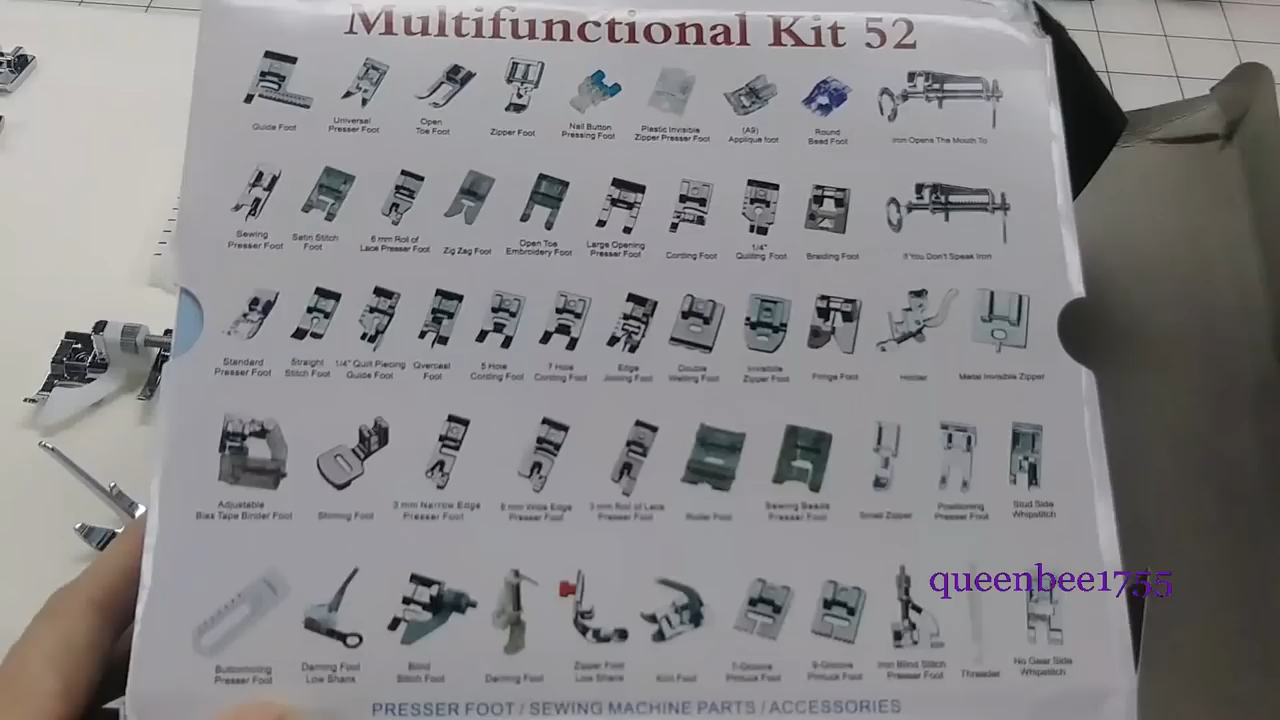 Multifunctional Kit 52
Guide Foot
Universal
Presser Foot
Open
Toe Foot
Zipper Foot
Nail Button
Pressing Foot
Plastic Invisible
Zipper Presser Foot
(A9)
Applique foot
Round
Bead Foot
Iron Opens The Mouth To
Sewing
Presser Foot
Satin Stitch
Foot
6 mm Roll of
Lace Presser Foot
Zig Zag Foot
Open Toe
Embroidery Foot
Large Opening
Presser Foot
Cording Foot
1/4"
Quilting Foot
Braiding Foot
If You Don't Speak Iron
Standard
Presser Foot
Straight
Stitch Foot
1/4" Quilt Piecing
Guide Foot
Overcast
Foot
5 Hole
Cording Foot
7 Hole
Cording Foot
Edge
Joining Foot
Double
Welting Foot
Invisible
Zipper Foot
Fringe Foot
Holder
Metal Invisible Zipper
Adjustable
Bias Tape Binder Foot
Shirring Foot
3 mm Narrow Edge
Presser Foot
6 mm Wide Edge
Presser Foot
3 mm Roll of Lace
Presser Foot
Roller Foot
Sewing Beads
Presser Foot
Small Zipper
Positioning
Presser Foot
Stud Side
Whipstitch
Presser Foot
Darning Foot
Low Shank
Blind
Stitch Foot
Darning Foot
Zipper Foot
Low Shank
Knit Foot
Pintuck Foot
9-Groove
Pintuck Foot
Iron Blind Stitch
Presser Foot
Threader
No Gear Side
Whipstitch
queenbee1755
PRESSER FOOT / SEWING MACHINE PARTS / ACCESSORIES